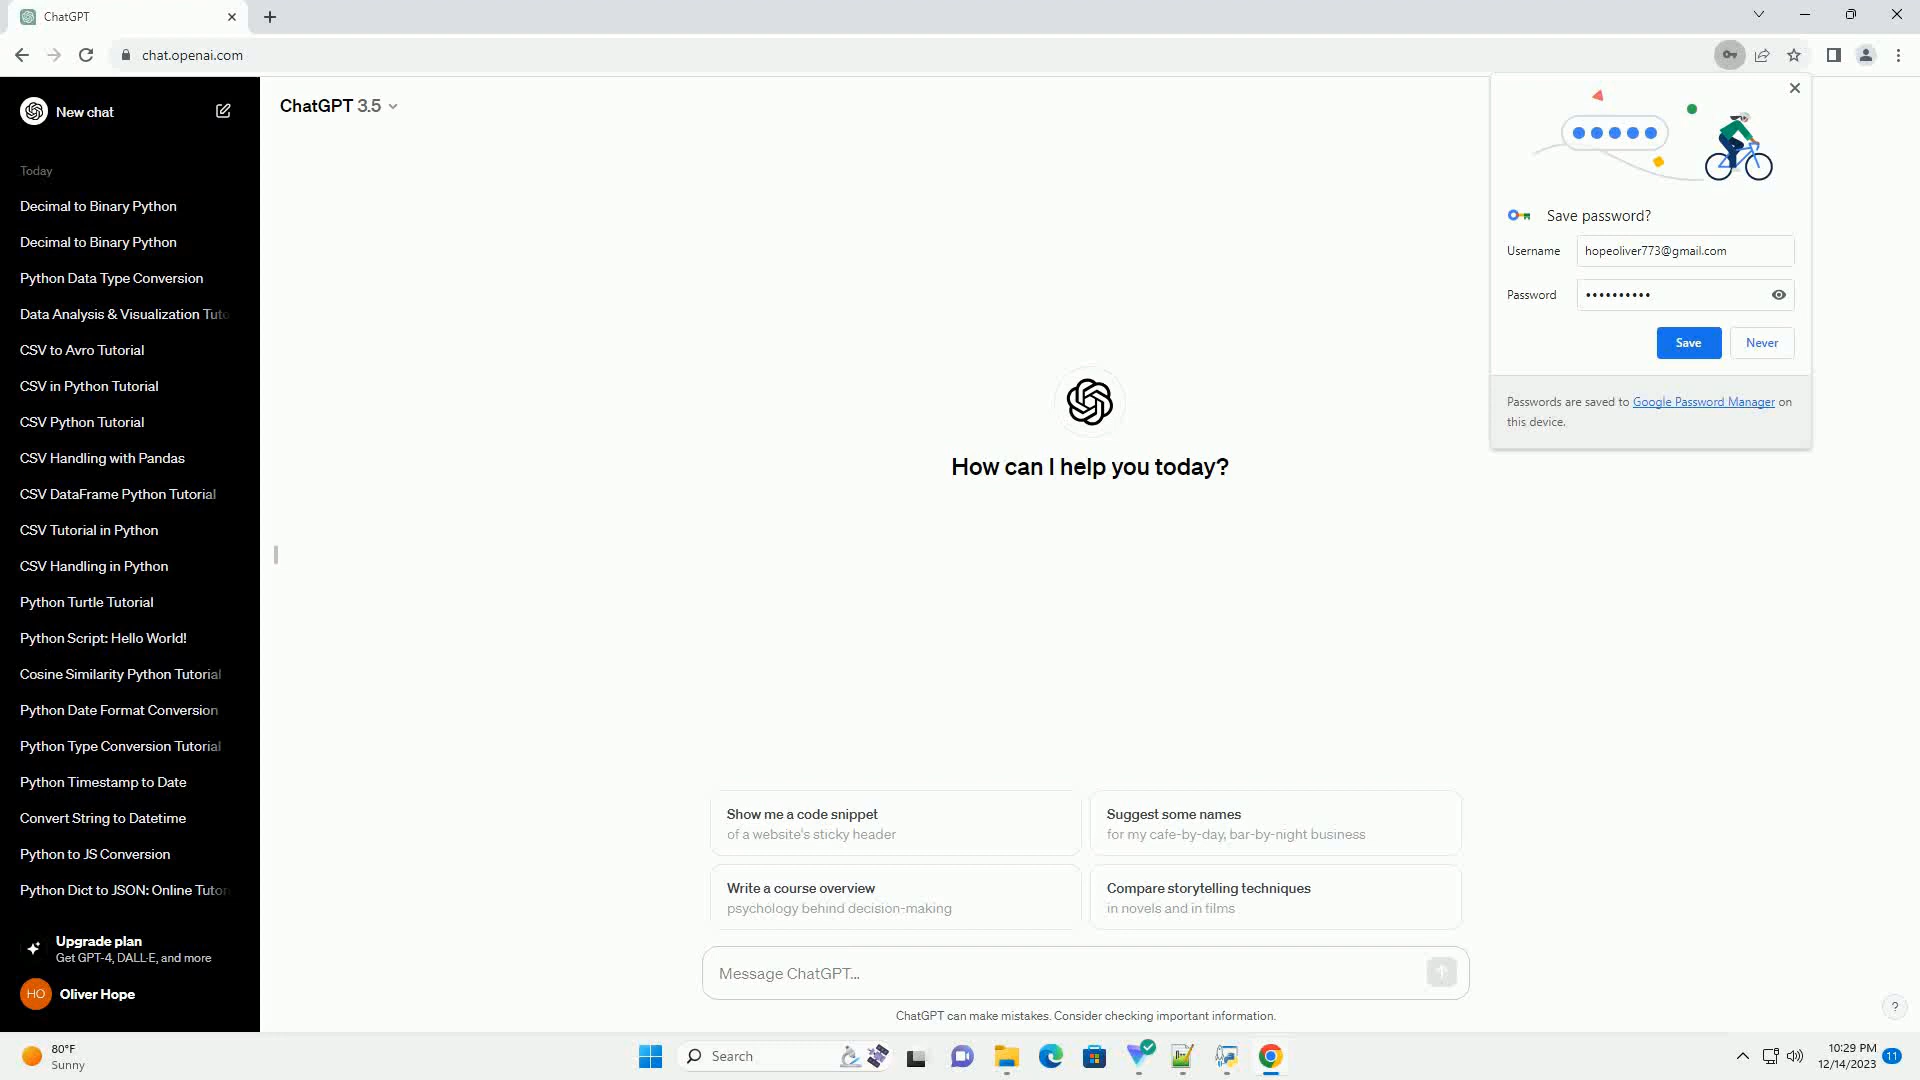 ChatGPT
chat.openai.com
New chat
Today
Decimal to Binary Python
Decimal to Binary Python
Python Data Type Conversion
Data Analysis & Visualization Tuto
CSV to Avro Tutorial
CSV in Python Tutorial
CSV Python Tutorial
CSV Handling with Pandas
CSV DataFrame Python Tutorial
CSV Tutorial in Python
CSV Handling in Python
Python Turtle Tutorial
Python Script: Hello World!
Cosine Similarity Python Tutorial
Python Date Format Conversion
Python Type Conversion Tutorial
Python Timestamp to Date
Convert String to Datetime
Python to JS Conversion
Python Dict to JSON: Online Tutor
Upgrade plan
Get GPT-4, DALL·E, and more
HO Oliver Hope
ChatGPT 3.5
How can I help you today?
Show me a code snippet
of a website's sticky header
Suggest some names
for my cafe-by-day, bar-by-night business
Write a course overview
psychology behind decision-making
Compare storytelling techniques
in novels and in films
Message ChatGPT...
ChatGPT can make mistakes. Consider checking important information.
?
Save password?
Username hopeoliver773@gmail.com
Password ••••••••••
Save Never
Passwords are saved to Google Password Manager on
this device.
80°F
Sunny
Search
10:29 PM
12/14/2023
11